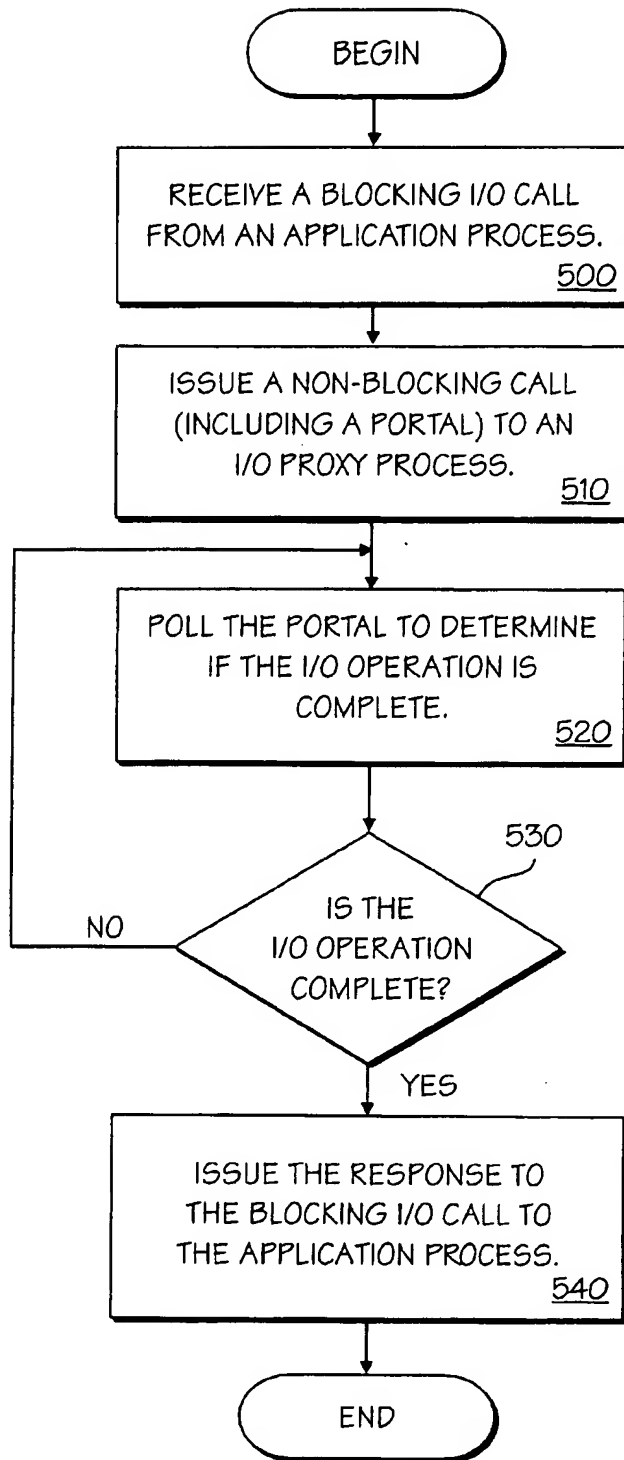 BEGIN
RECEIVE A BLOCKING I/O CALL
FROM AN APPLICATION PROCESS.
500
ISSUE A NON-BLOCKING CALL
(INCLUDING A PORTAL) TO AN
I/O PROXY PROCESS.
510
POLL THE PORTAL TO DETERMINE
IF THE I/O OPERATION IS
COMPLETE.
520
530
IS THE
I/O OPERATION
COMPLETE?
NO
YES
ISSUE THE RESPONSE TO
THE BLOCKING I/O CALL TO
THE APPLICATION PROCESS.
540
END